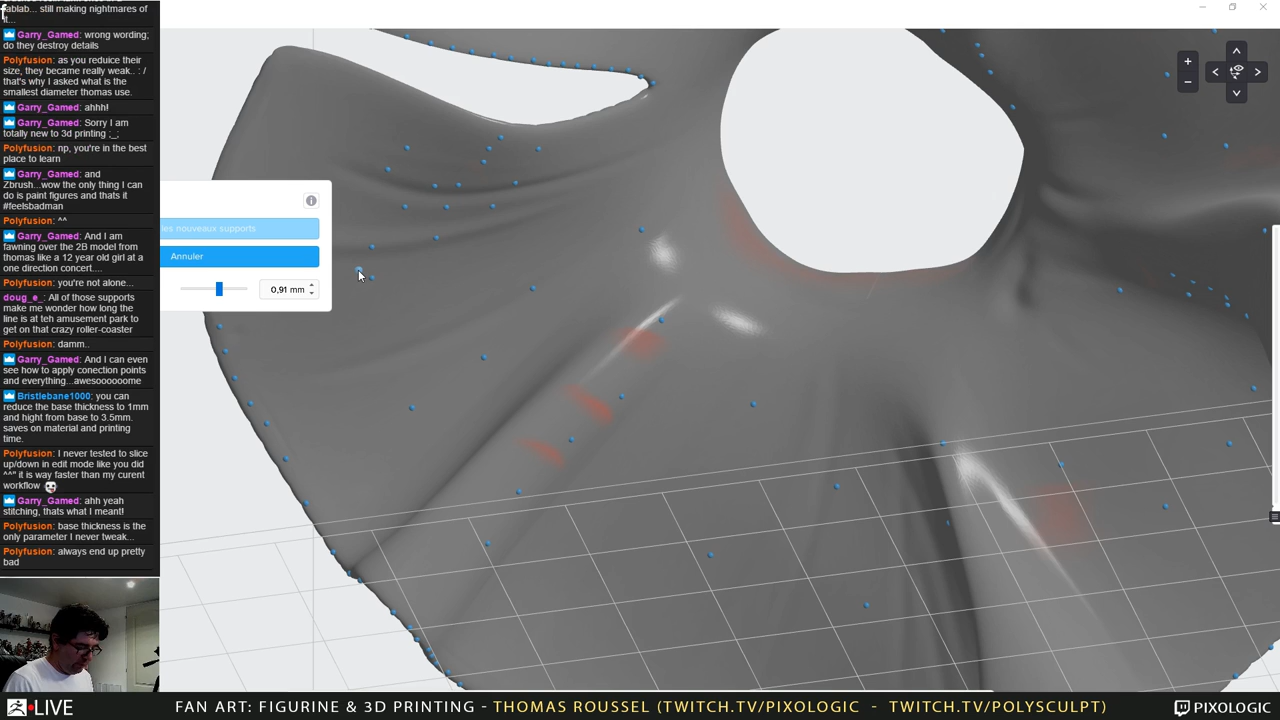 fablab... still making nightmares of
it...
Garry_Gamed: wrong wording;
do they destroy details
Polyfusion: as you reduce their
size, they became really weak.. : /
that's why I asked what is the
smallest diameter thomas use.
Garry_Gamed: ahhh!
Garry_Gamed: Sorry I am
totally new to 3d printing ;_;
Polyfusion: np, you're in the best
place to learn
Garry_Gamed: and
Zbrush...wow the only thing I can
do is paint figures and thats it
#feelsbadman
Polyfusion: ^^
Garry_Gamed: And I am
fawning over the 2B model from
thomas like a 12 year old girl at a
one direction concert....
Polyfusion: you're not alone...
doug_e_: All of those supports
make me wonder how long the
line is at teh amusement park to
get on that crazy roller-coaster
Polyfusion: damm..
Garry_Gamed: And I can even
see how to apply conection points
and everything...awesooooome
Bristlebane1000: you can
reduce the base thickness to 1mm
and hight from base to 3.5mm.
saves on material and printing
time.
Polyfusion: I never tested to slice
up/down in edit mode like you did
^^" it is way faster than my curent
workflow
Garry_Gamed: ahh yeah
stitching, thats what I meant!
Polyfusion: base thickness is the
only parameter I never tweak...
Polyfusion: always end up pretty
bad
les nouveaux supports
Annuler
0,91 mm
LIVE
FAN ART: FIGURINE & 3D PRINTING - THOMAS ROUSSEL (TWITCH.TV/PIXOLOGIC - TWITCH.TV/POLYSCULPT)
PIXOLOGIC